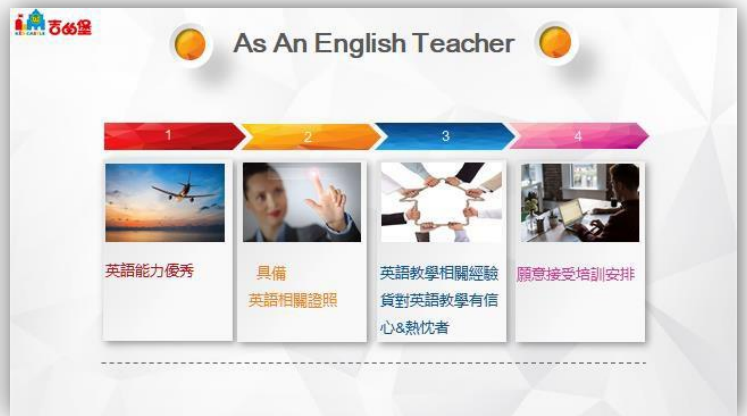 吉的堡
As An English Teacher
1
2
3
4
英語能力優秀
具備
英語相關證照
英語教學相關經驗
貨對英語教學有信
心&熱忱者
願意接受培訓安排